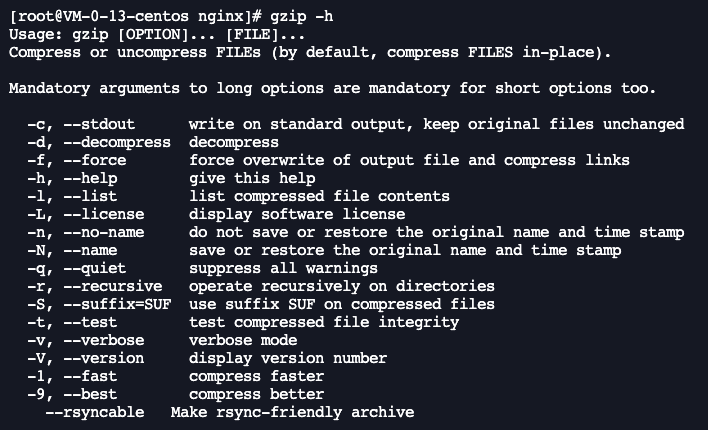 [root@VM-0-13-centos nginx]# gzip -h
Usage: gzip [OPTION]... [FILE]...
Compress or uncompress FILEs (by default, compress FILES in-place).

Mandatory arguments to long options are mandatory for short options too.

  -c, --stdout      write on standard output, keep original files unchanged
  -d, --decompress  decompress
  -f, --force       force overwrite of output file and compress links
  -h, --help        give this help
  -l, --list        list compressed file contents
  -L, --license     display software license
  -n, --no-name     do not save or restore the original name and time stamp
  -N, --name        save or restore the original name and time stamp
  -q, --quiet       suppress all warnings
  -r, --recursive   operate recursively on directories
  -S, --suffix=SUF  use suffix SUF on compressed files
  -t, --test        test compressed file integrity
  -v, --verbose     verbose mode
  -V, --version     display version number
  -1, --fast        compress faster
  -9, --best        compress better
    --rsyncable   Make rsync-friendly archive